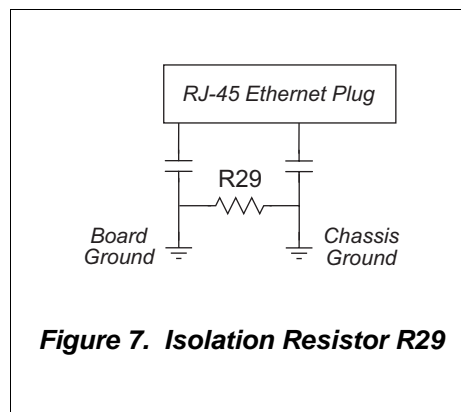 RJ-45 Ethernet Plug
R29
Board
Ground
Chassis
Ground
Figure 7. Isolation Resistor R29